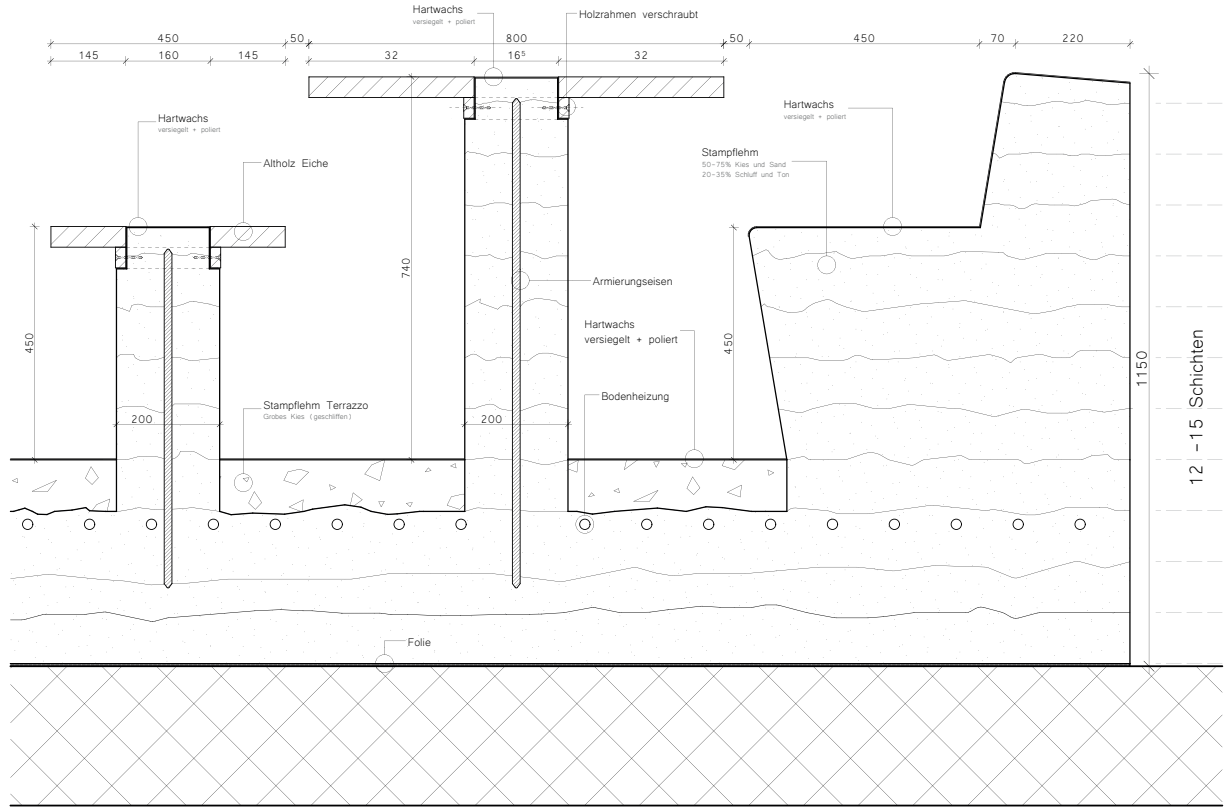 Hartwachs
versiegelt + poliert
Holzrahmen verschraubt
450
50
800
50
450
70
220
145
160
145
32
16⁵
32
Hartwachs
versiegelt + poliert
Hartwachs
versiegelt + poliert
Altholz Eiche
Stampflehm
50-75% Kies und Sand
20-35% Schluff und Ton
740
Armierungseisen
450
Hartwachs
versiegelt + poliert
450
1150
12 -15 Schichten
Bodenheizung
Stampflehm Terrazzo
Grobes Kies (geschliffen)
200
200
Folie